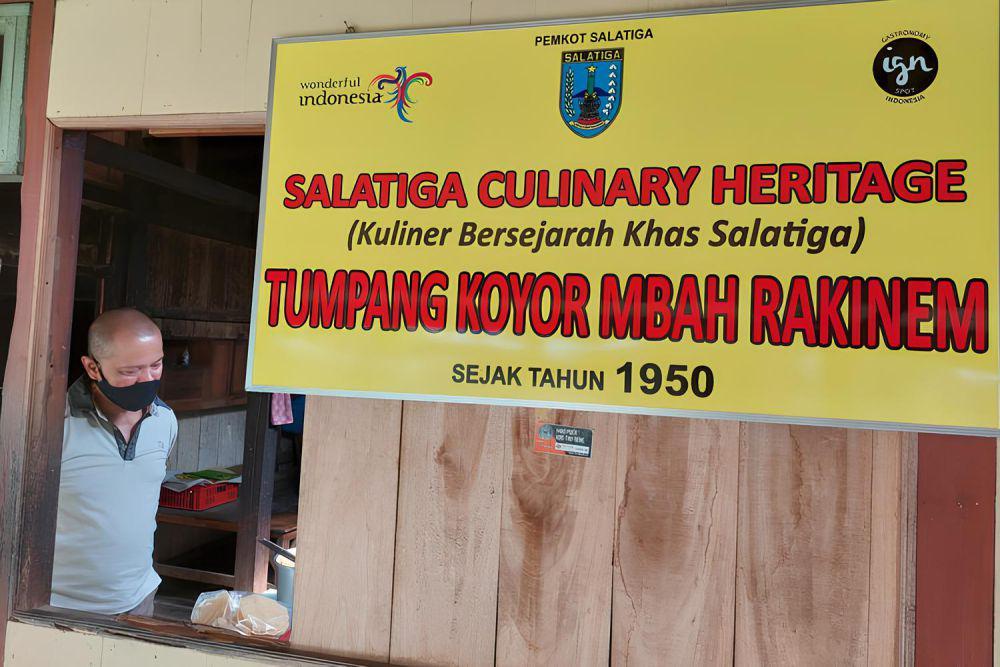 PEMKOT SALATIGA
SALATIGA
wonderful
indonesia
GASTRONOMY
ign
SPOT
INDONESIA
SALATIGA CULINARY HERITAGE
(Kuliner Bersejarah Khas Salatiga)
TUMPANG KOYOR MBAH RAKINEM
SEJAK TAHUN 1950